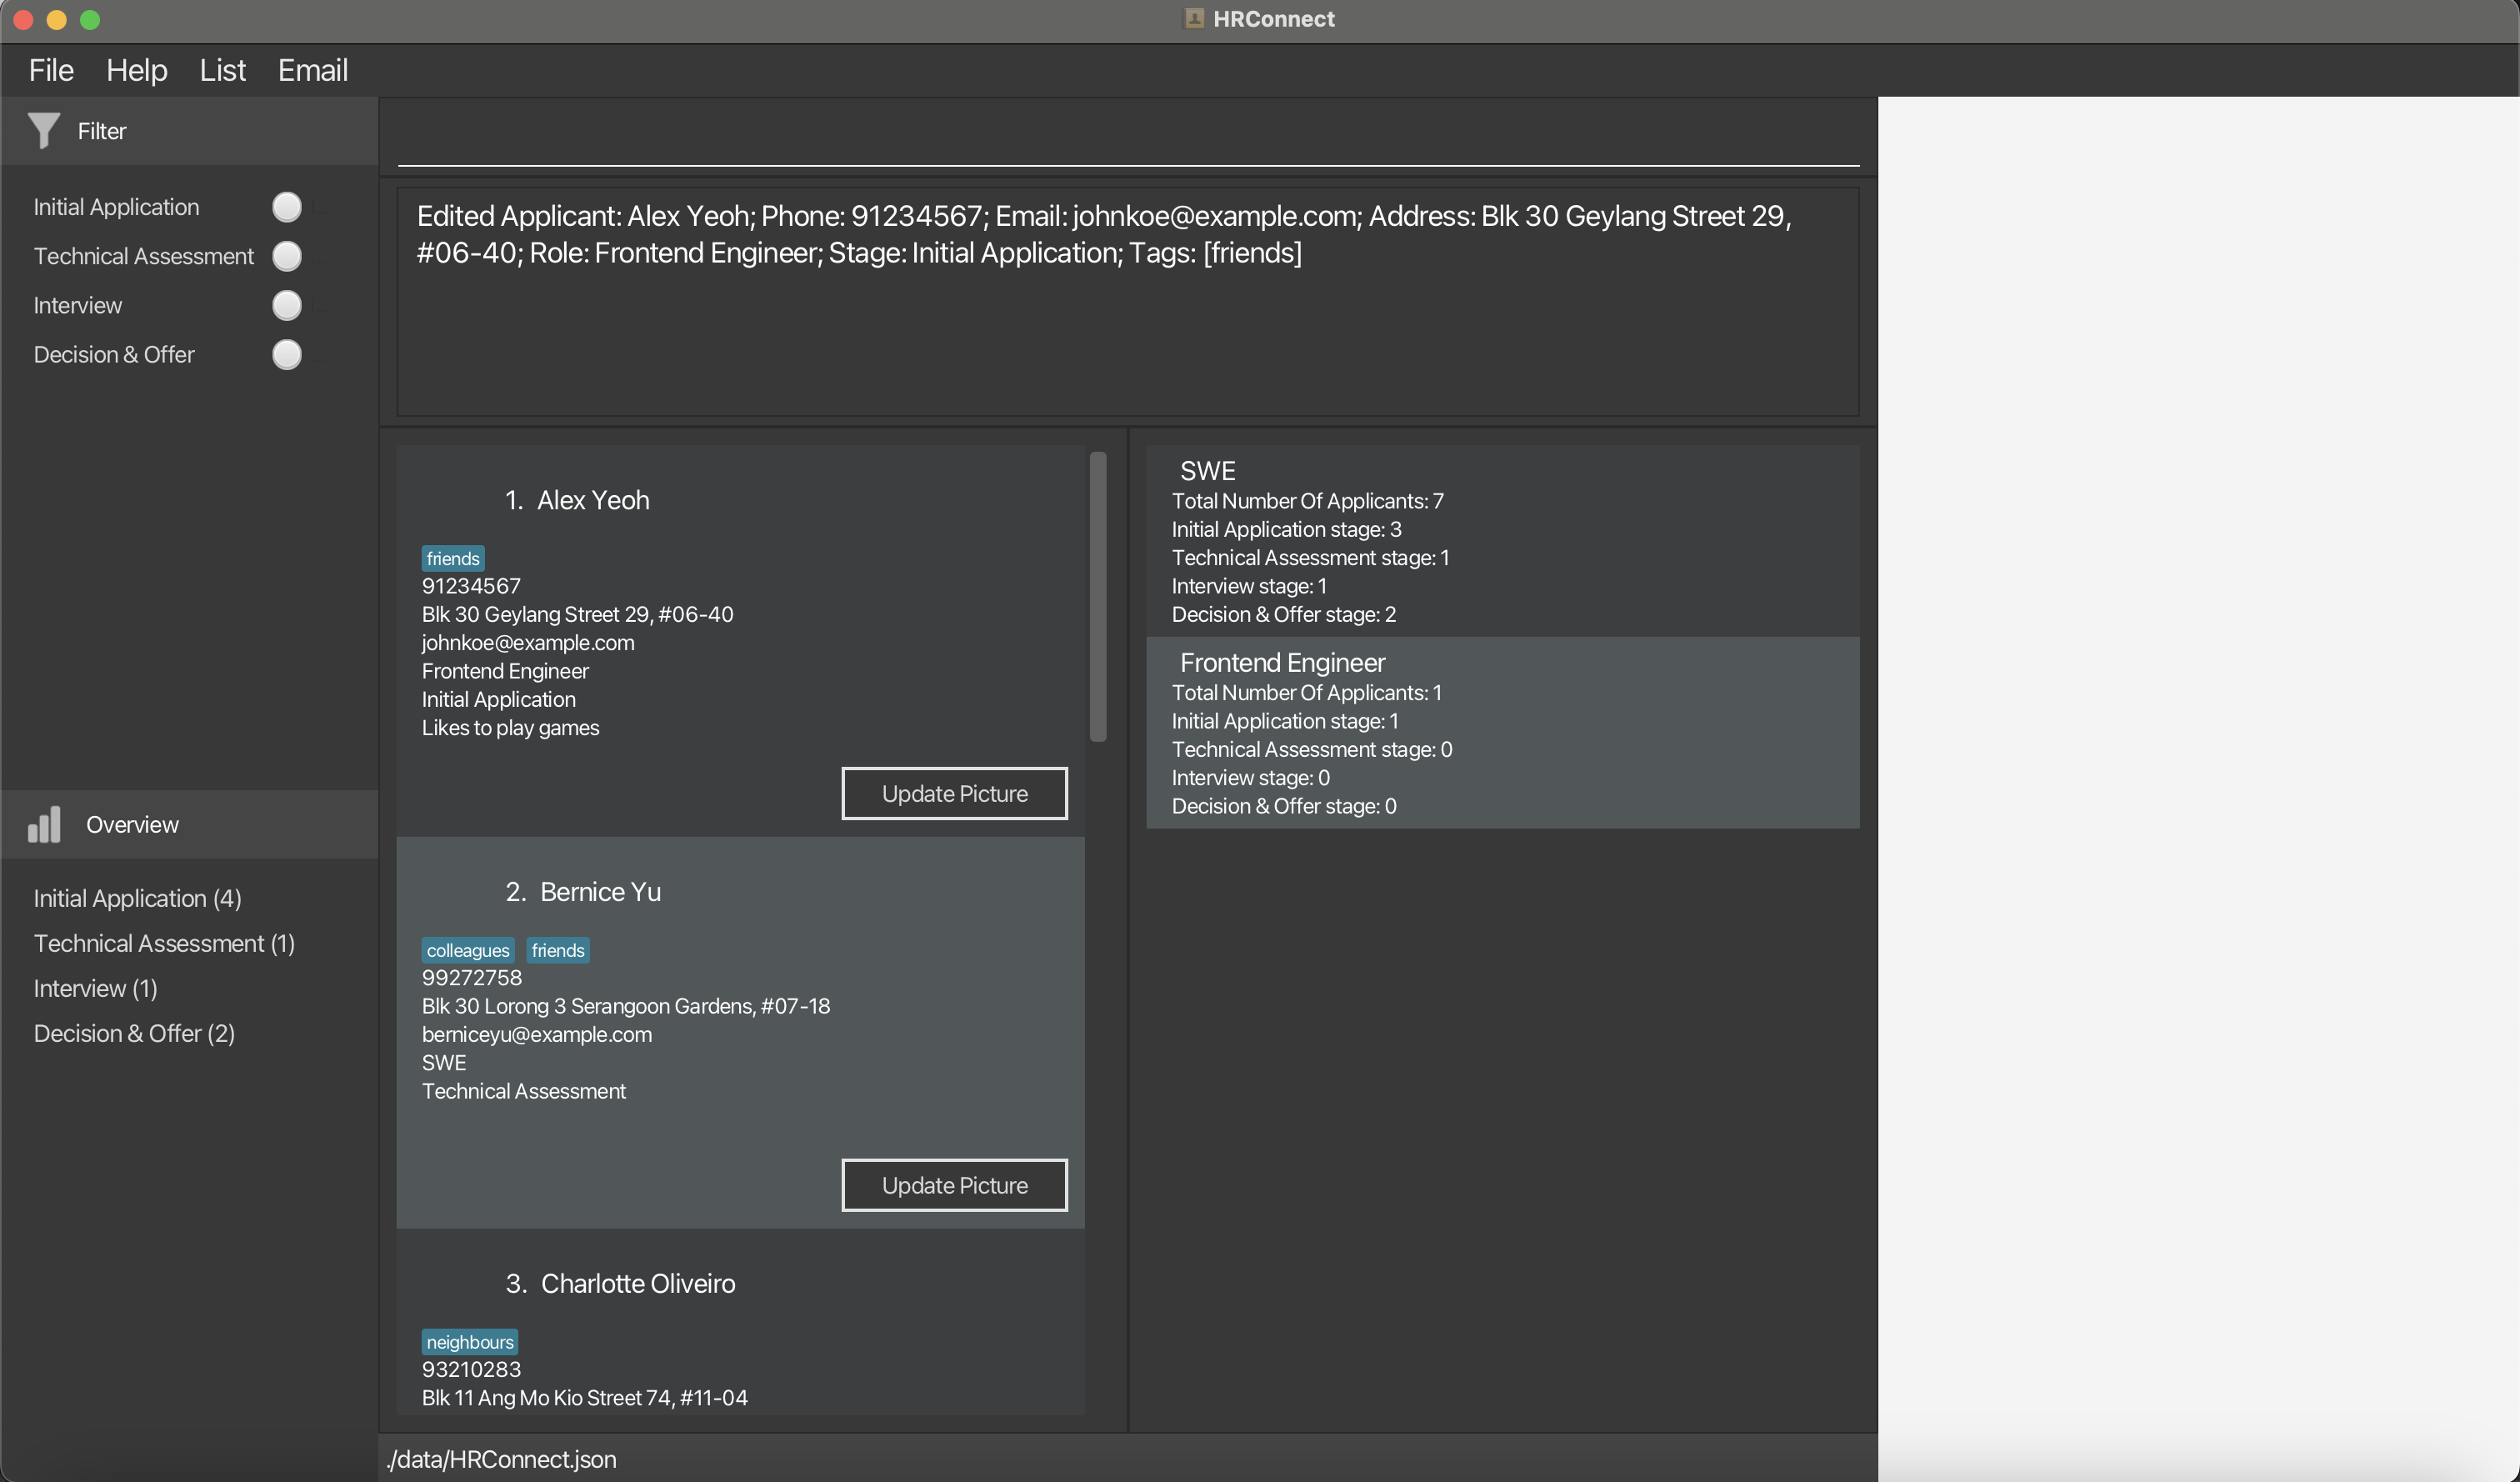 HRConnect
File Help List Email
Filter
Initial Application
Technical Assessment
Interview
Decision & Offer
Overview
Initial Application (4)
Technical Assessment (1)
Interview (1)
Decision & Offer (2)
Edited Applicant: Alex Yeoh; Phone: 91234567; Email: johnkoe@example.com; Address: Blk 30 Geylang Street 29,
#06-40; Role: Frontend Engineer; Stage: Initial Application; Tags: [friends]
1. Alex Yeoh
friends
91234567
Blk 30 Geylang Street 29, #06-40
johnkoe@example.com
Frontend Engineer
Initial Application
Likes to play games
Update Picture
2. Bernice Yu
colleagues friends
99272758
Blk 30 Lorong 3 Serangoon Gardens, #07-18
berniceyu@example.com
SWE
Technical Assessment
Update Picture
3. Charlotte Oliveiro
neighbours
93210283
Blk 11 Ang Mo Kio Street 74, #11-04
SWE
Total Number Of Applicants: 7
Initial Application stage: 3
Technical Assessment stage: 1
Interview stage: 1
Decision & Offer stage: 2
Frontend Engineer
Total Number Of Applicants: 1
Initial Application stage: 1
Technical Assessment stage: 0
Interview stage: 0
Decision & Offer stage: 0
./data/HRConnect.json